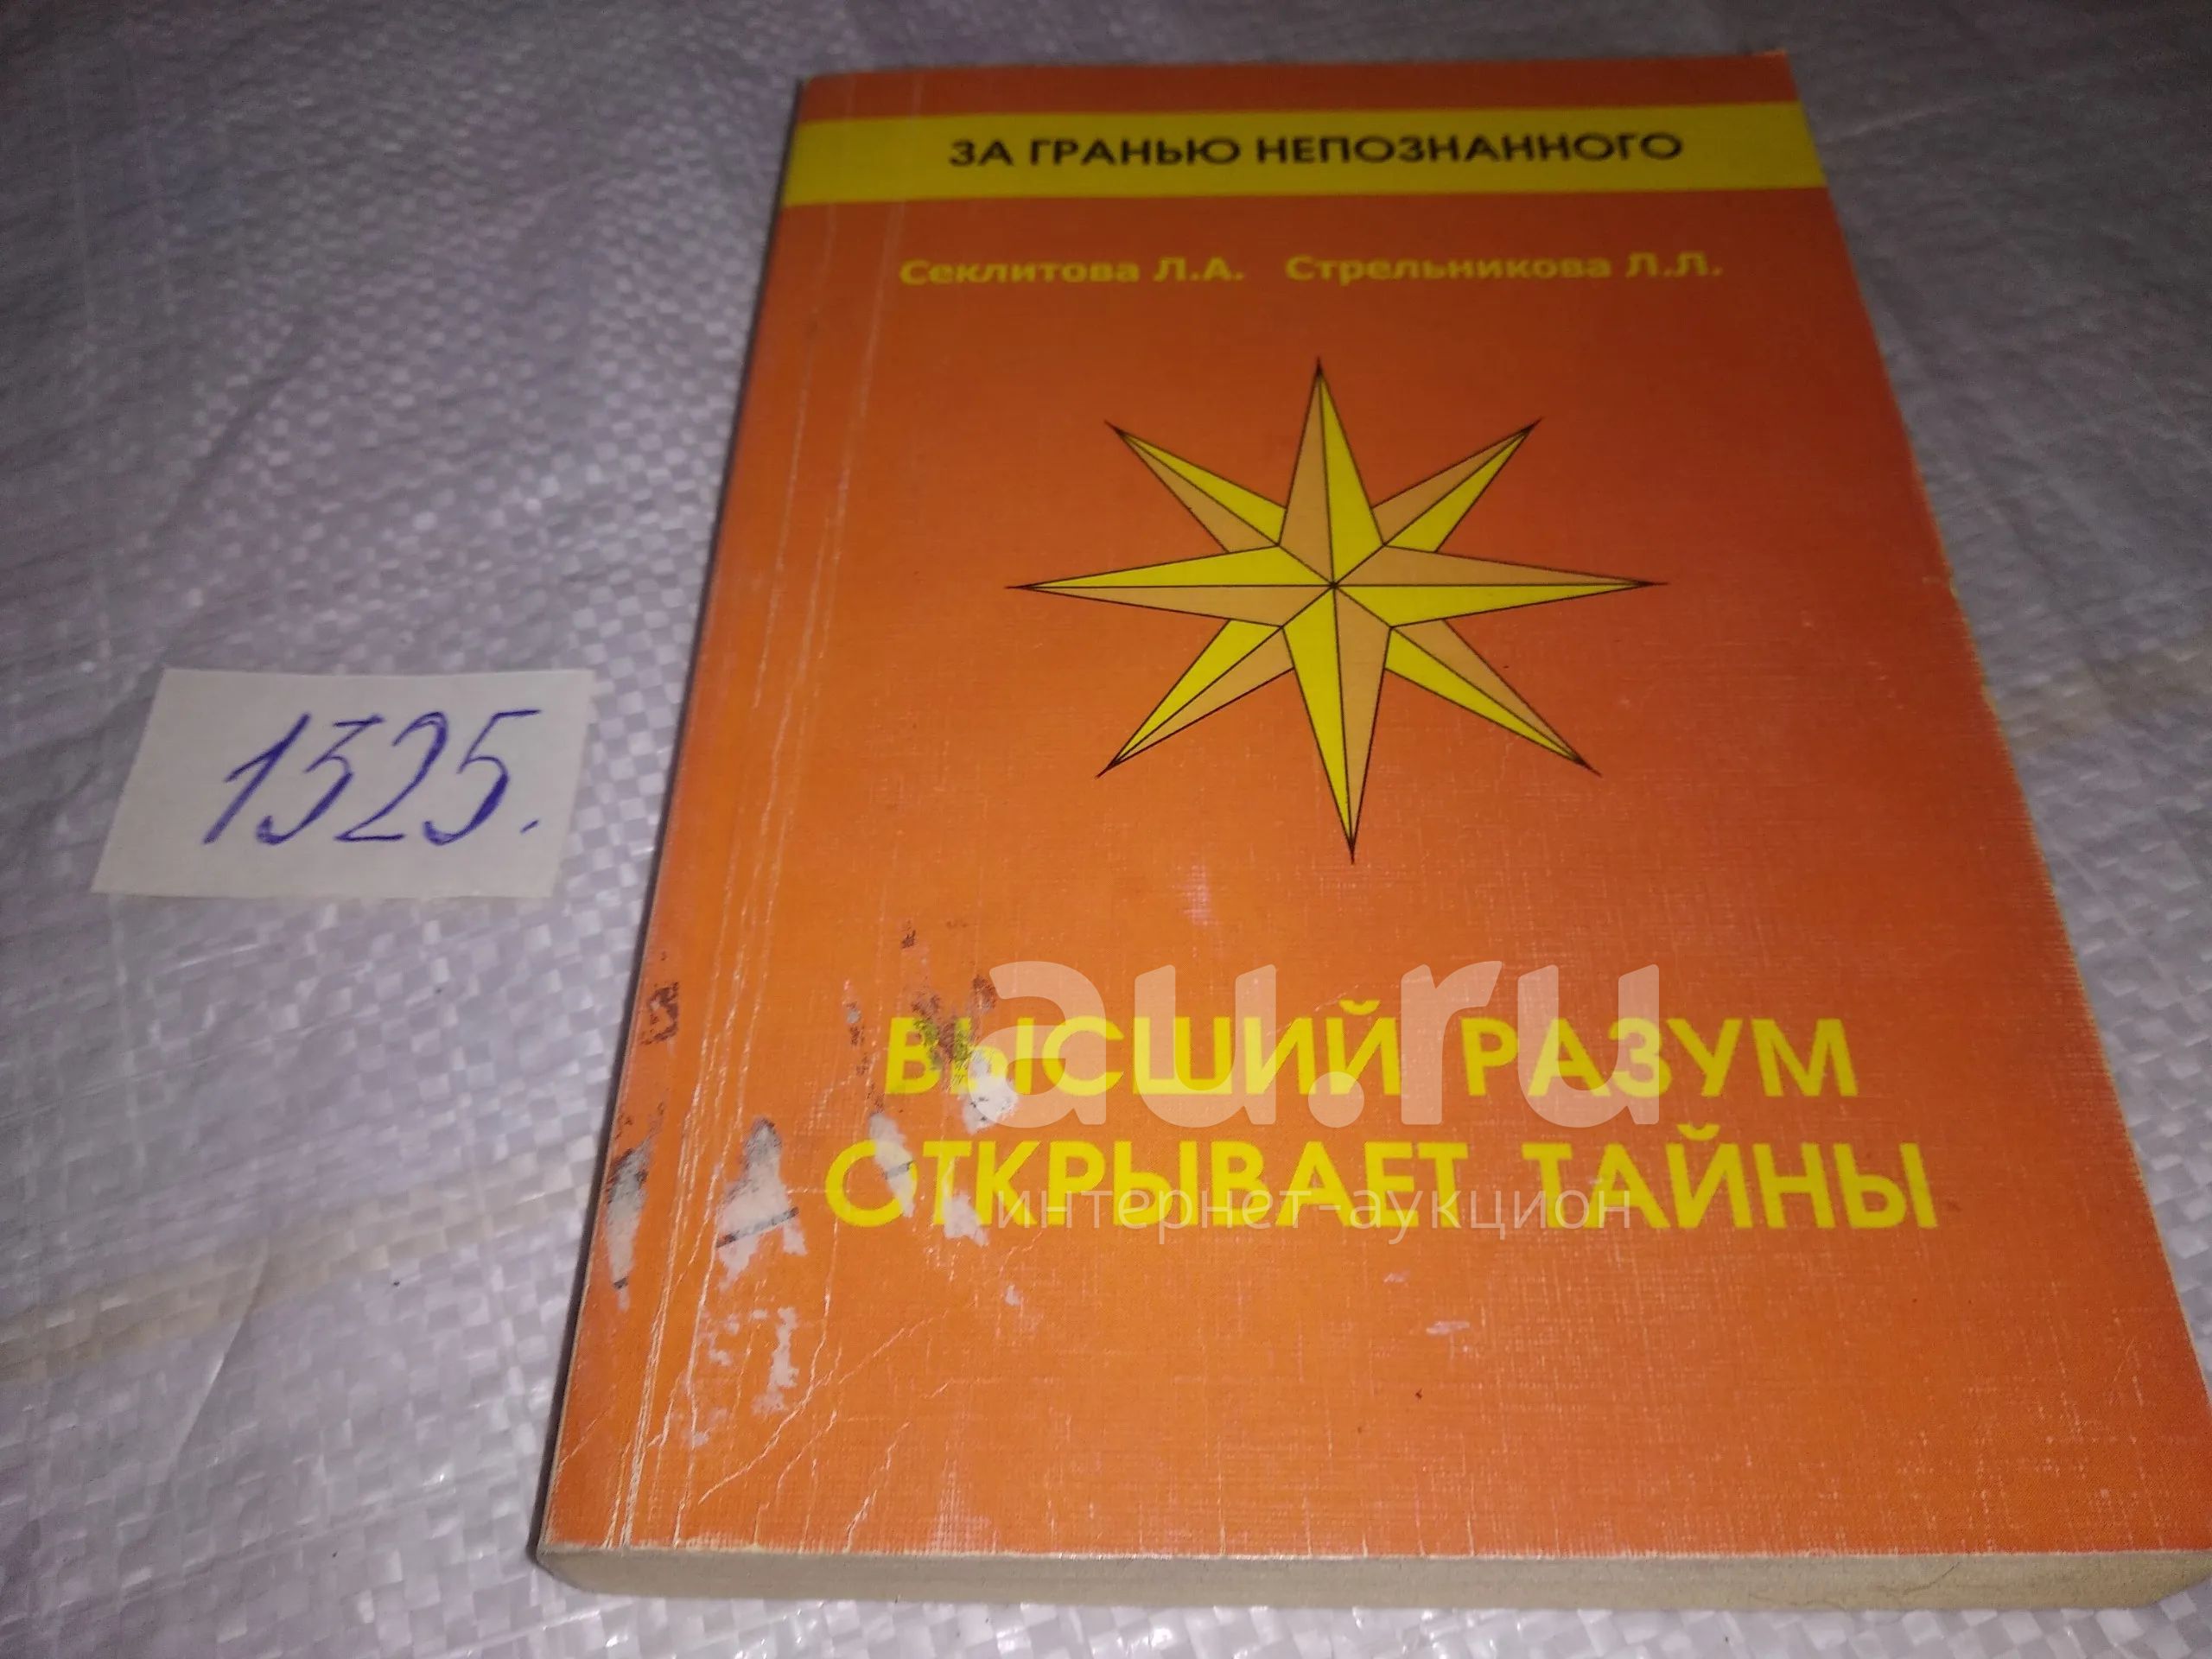 ЗА ГРАНЬЮ НЕПОЗНАННОГО
Секлитова Л.А. Стрельникова Л.Л.
1325.
au.ru
ВЫСШИЙ РАЗУМ
ОТКРЫВАЕТ ТАЙНЫ
интернет-аукцион